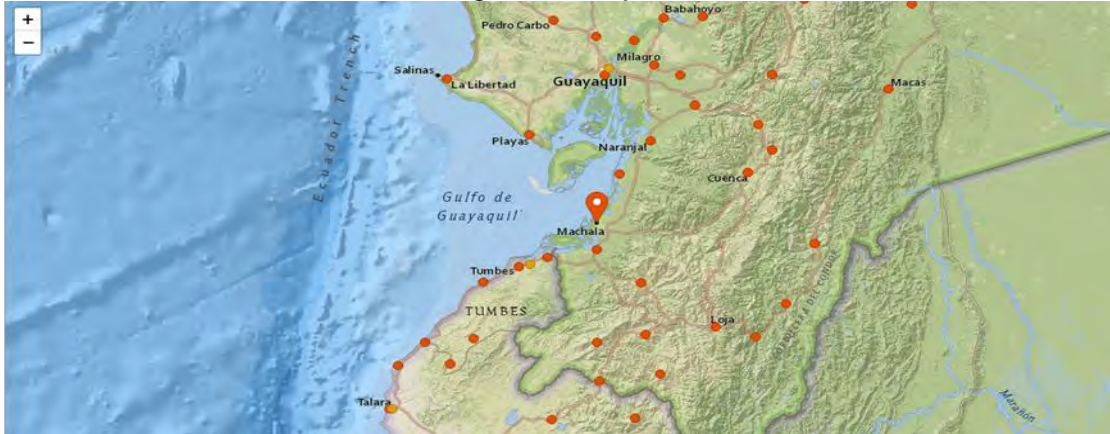 +
−
Pedro Carbo
Babahoyo
Milagro
Salinas
Guayaquil
La Libertad
Macas
Ecuador Trench
Playas
Naranjal
Cuenca
Gulfo de
Guayaquil
Machala
Tumbes
TUMBES
Loja
Talara
Marañón